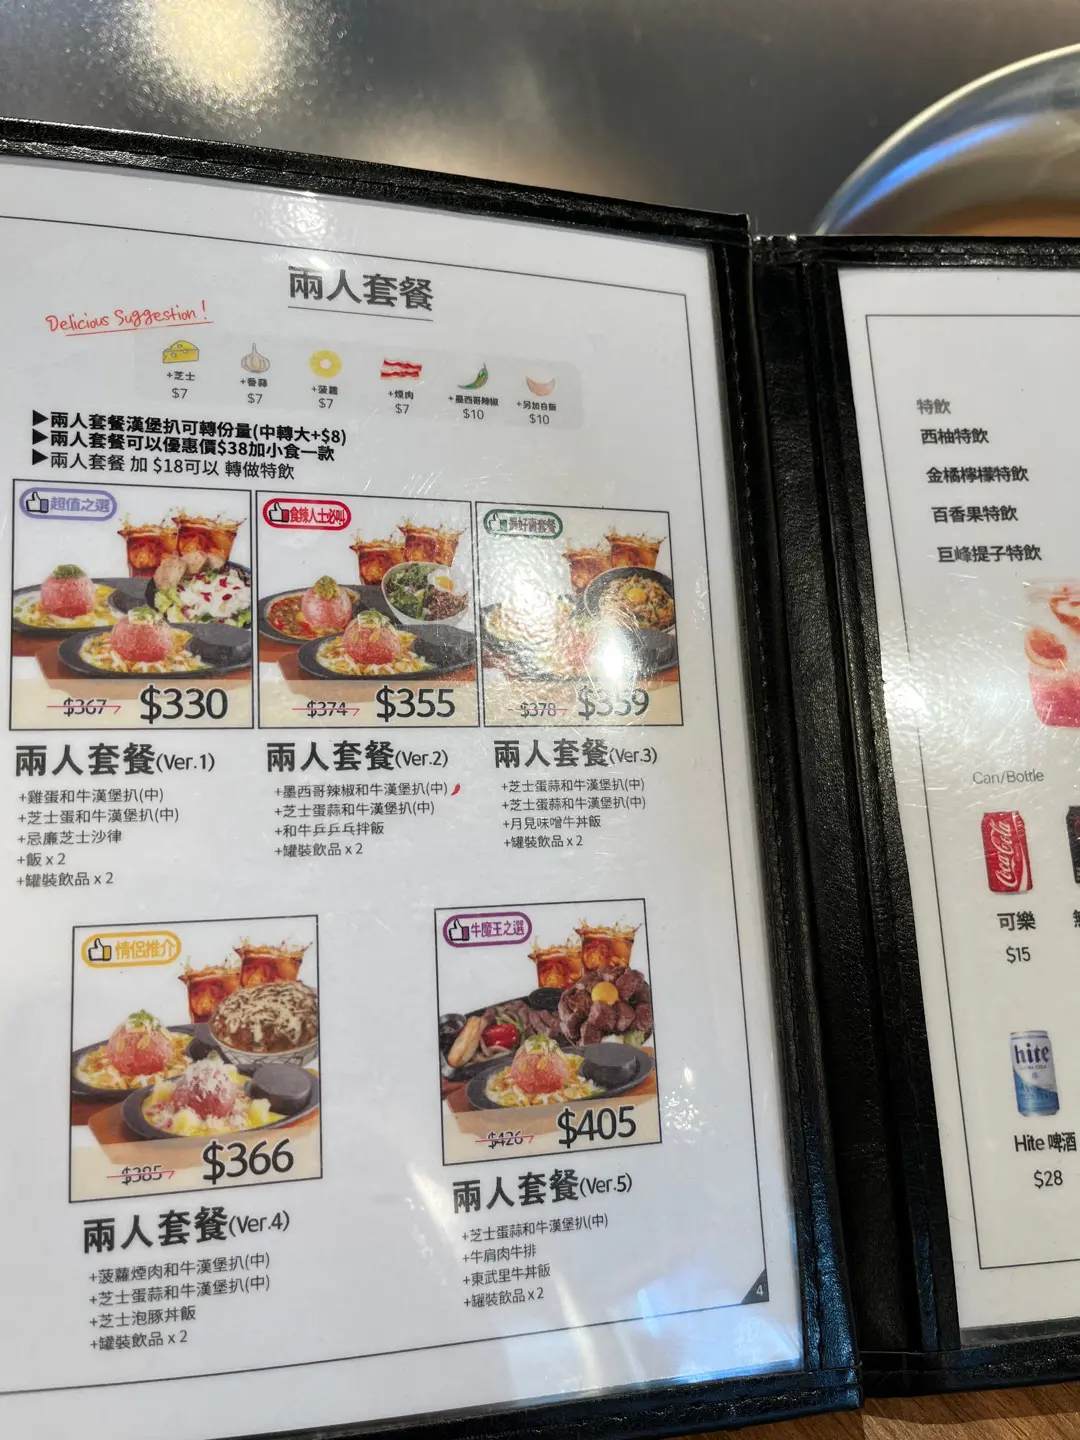 兩人套餐
Delicious Suggestion!
+芝士
$7
+香蒜
$7
+菠蘿
$7
+煙肉
$7
+墨西哥辣椒
$10
+另加白飯
$10
▶兩人套餐漢堡扒可轉份量(中轉大+$8)
▶兩人套餐可以優惠價$38加小食一款
▶兩人套餐 加 $18可以 轉做特飲
超值之選
$367
$330
兩人套餐(Ver.1)
+雞蛋和牛漢堡扒(中)
+芝士蛋和牛漢堡扒(中)
+忌廉芝士沙律
+飯 x 2
+罐裝飲品 x 2
食辣人士必叫
$374
$355
兩人套餐(Ver.2)
+墨西哥辣椒和牛漢堡扒(中)
+芝士蛋蒜和牛漢堡扒(中)
+和牛乒乒乓拌飯
+罐裝飲品 x 2
好商套餐
$378
$359
兩人套餐(Ver.3)
+芝士蛋蒜和牛漢堡扒(中)
+芝士蛋蒜和牛漢堡扒(中)
+月見味噌牛丼飯
+罐裝飲品 x 2
情侶推介
$385
$366
兩人套餐(Ver.4)
+菠蘿煙肉和牛漢堡扒(中)
+芝士蛋蒜和牛漢堡扒(中)
+芝士泡豚丼飯
+罐裝飲品 x 2
牛魔王之選
$426
$405
兩人套餐(Ver.5)
+芝士蛋蒜和牛漢堡扒(中)
+牛肩肉牛排
+東武里牛丼飯
+罐裝飲品 x 2
4
特飲
西柚特飲
金橘檸檬特飲
百香果特飲
巨峰提子特飲
Can/Bottle
Coca-Cola
可樂
$15
hite
Hite 啤酒
$28